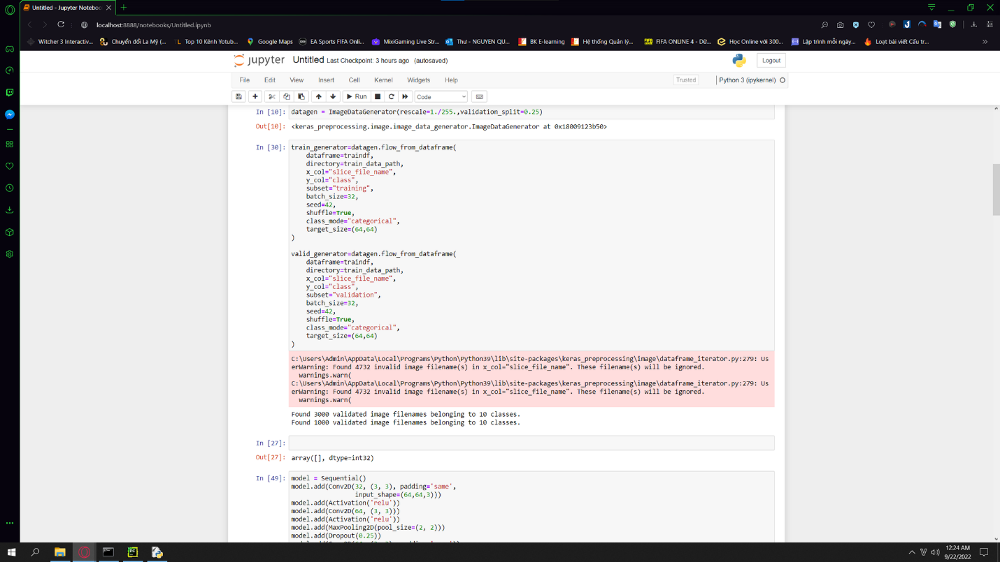 Untitled - Jupyter Noteboo
localhost:8888/notebooks/Untitled.ipynb
Witcher 3 Interactiv...
Chuyển đổi La Mỹ (...
Top 10 Kênh Yotub...
Google Maps
EA Sports FIFA Onli...
MixiGaming Live Str...
Thư - NGUYEN QU...
BK E-learning
Hệ thống Quản lý...
FIFA ONLINE 4 - Dữ...
Học Online với 300...
Lập trình mỗi ngày...
Loạt bài viết Cấu tr...
jupyter Untitled Last Checkpoint: 3 hours ago (autosaved)
Logout
File Edit View Insert Cell Kernel Widgets Help
Trusted
Python 3 (ipykernel)
Run
Code
In [10]: datagen = ImageDataGenerator(rescale=1./255.,validation_split=0.25)
Out[10]: <keras_preprocessing.image.image_data_generator.ImageDataGenerator at 0x18009123b50>
In [30]: train_generator=datagen.flow_from_dataframe(
dataframe=traindf,
directory=train_data_path,
x_col="slice_file_name",
y_col="class",
subset="training",
batch_size=32,
seed=42,
shuffle=True,
class_mode="categorical",
target_size=(64,64)
)
valid_generator=datagen.flow_from_dataframe(
dataframe=traindf,
directory=train_data_path,
x_col="slice_file_name",
y_col="class",
subset="validation",
batch_size=32,
seed=42,
shuffle=True,
class_mode="categorical",
target_size=(64,64)
)
C:\Users\Admin\AppData\Local\Programs\Python\Python39\lib\site-packages\keras_preprocessing\image\dataframe_iterator.py:279: Us
erWarning: Found 4732 invalid image filename(s) in x_col="slice_file_name". These filename(s) will be ignored.
warnings.warn(
C:\Users\Admin\AppData\Local\Programs\Python\Python39\lib\site-packages\keras_preprocessing\image\dataframe_iterator.py:279: Us
erWarning: Found 4732 invalid image filename(s) in x_col="slice_file_name". These filename(s) will be ignored.
warnings.warn(
Found 3000 validated image filenames belonging to 10 classes.
Found 1000 validated image filenames belonging to 10 classes.
In [27]:
Out[27]: array([], dtype=int32)
In [49]: model = Sequential()
model.add(Conv2D(32, (3, 3), padding='same',
input_shape=(64,64,3)))
model.add(Activation('relu'))
model.add(Conv2D(64, (3, 3)))
model.add(Activation('relu'))
model.add(MaxPooling2D(pool_size=(2, 2)))
model.add(Dropout(0.25))
12:24 AM
9/22/2022